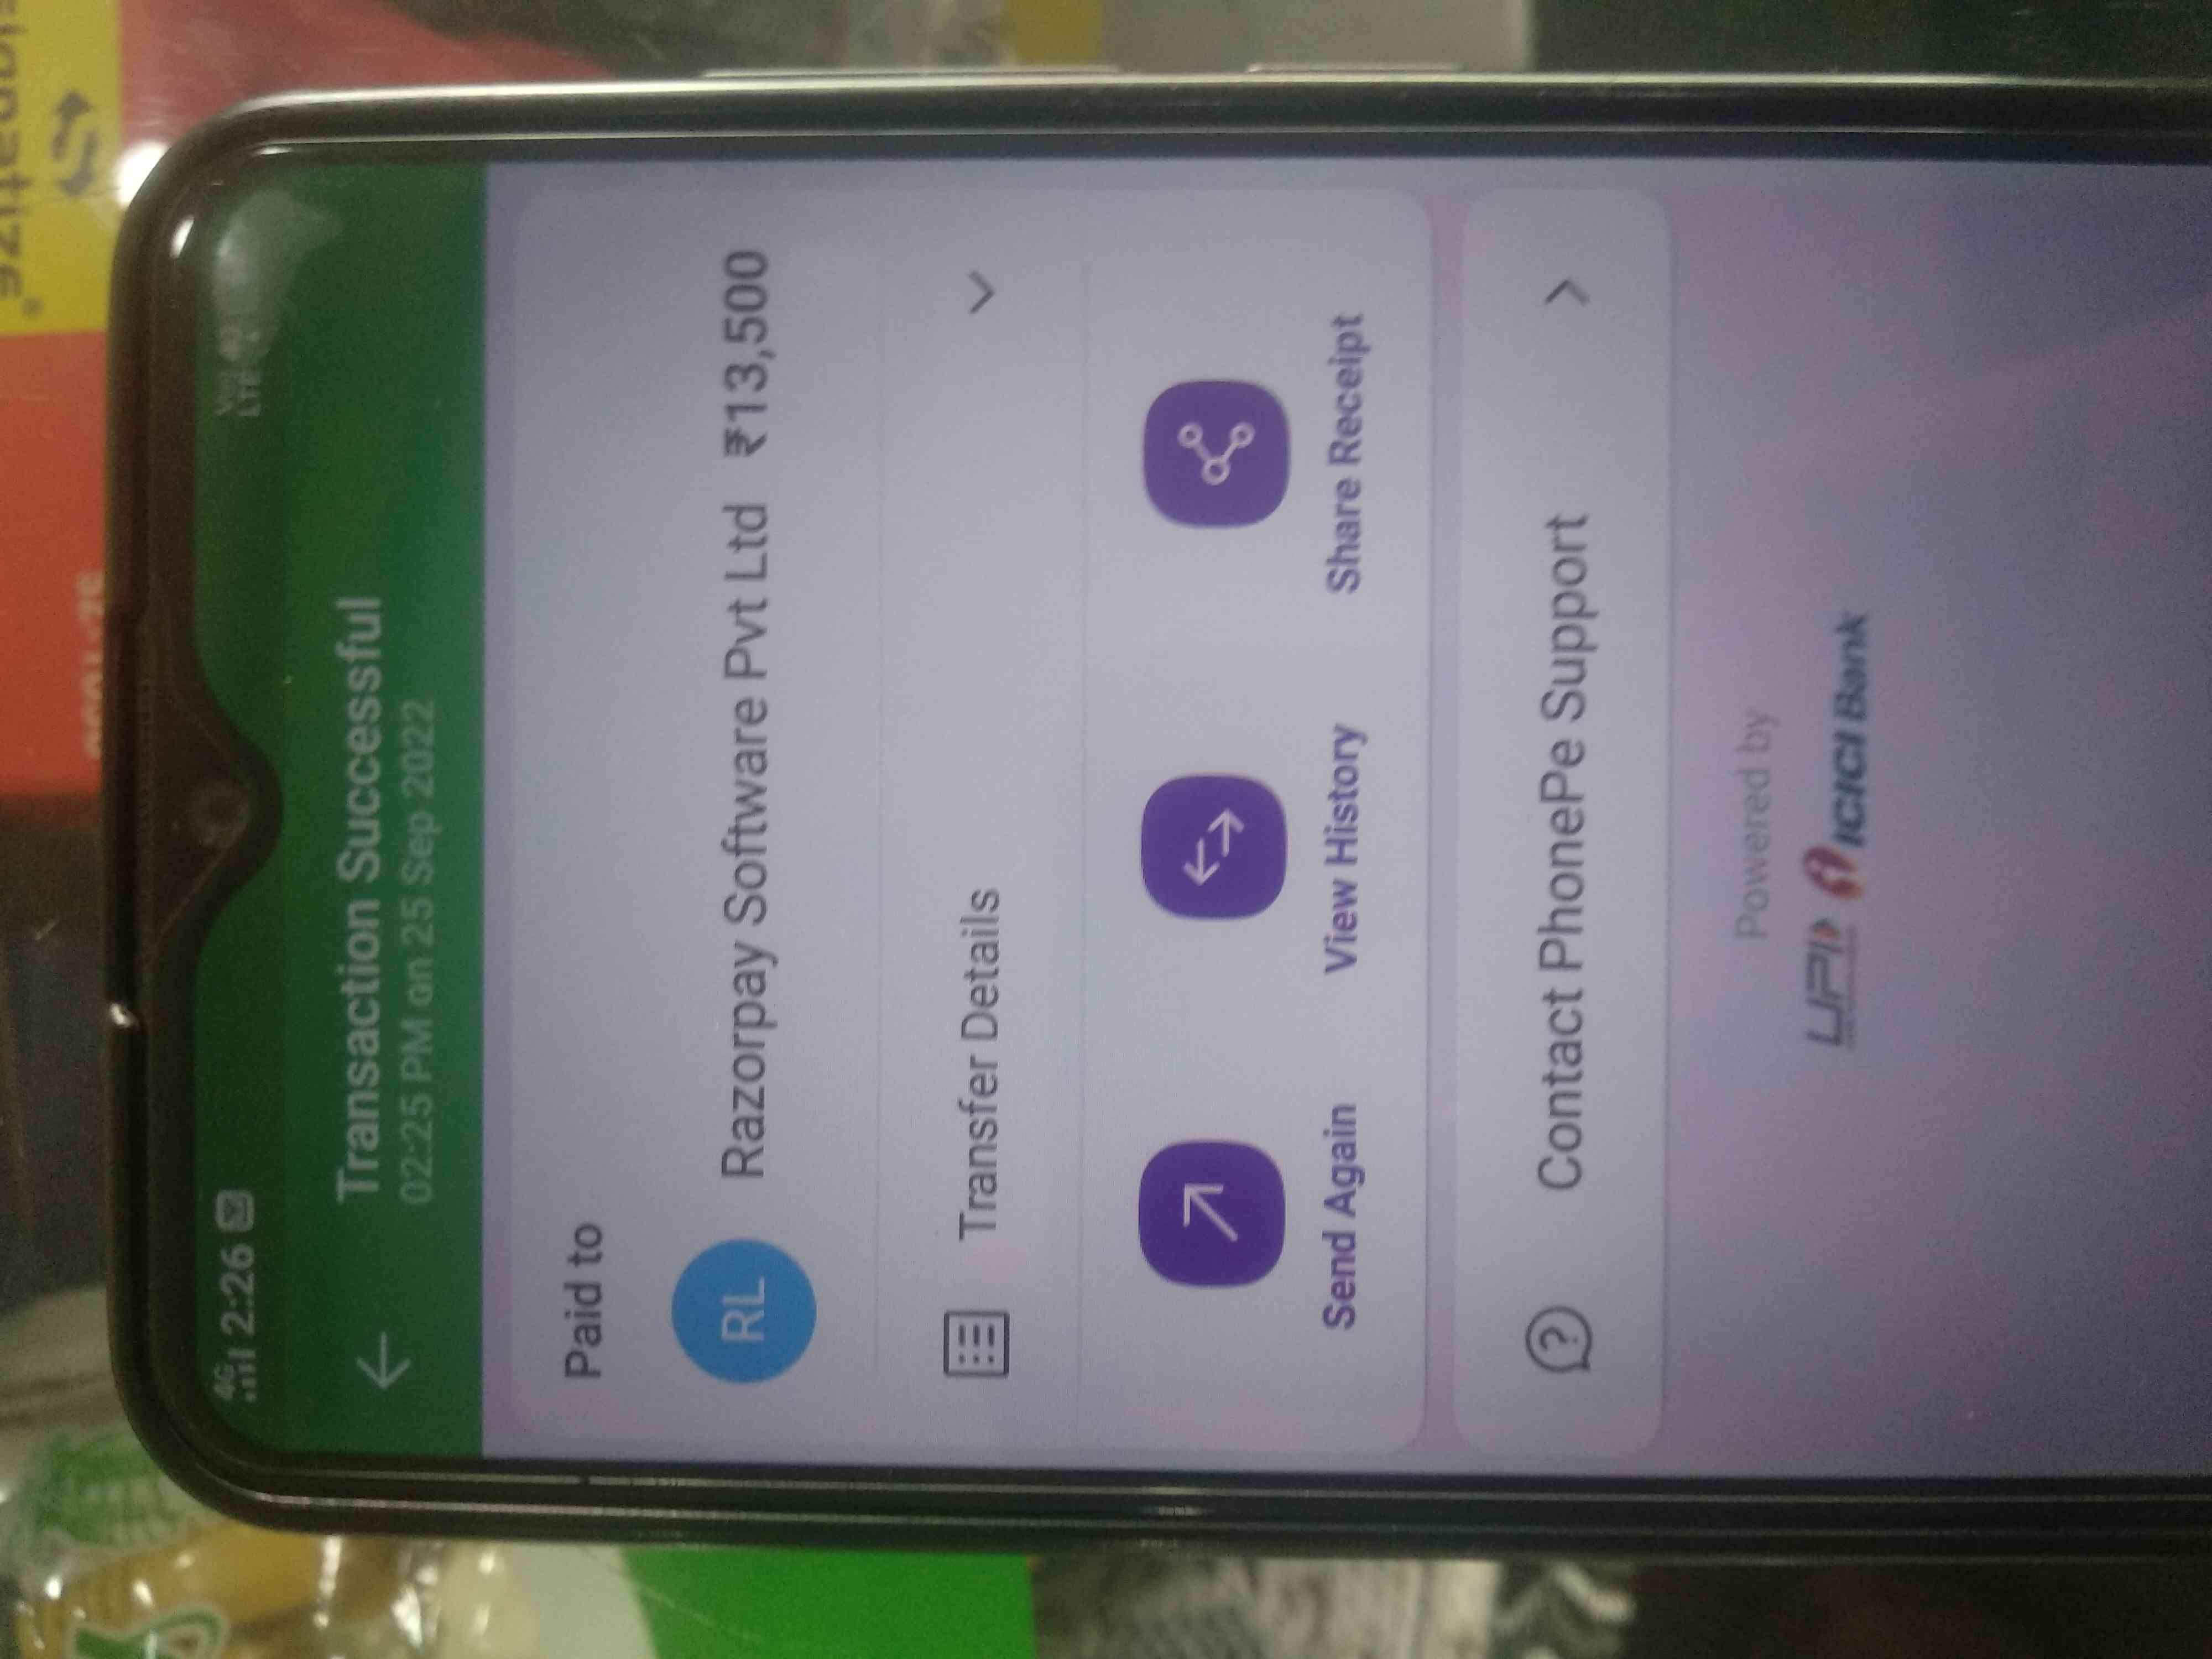 4G 2:26
Transaction Successful
02:25 PM on 25 Sep 2022
Paid to
RL Razorpay Software Pvt Ltd ₹13,500
Transfer Details
Send Again View History Share Receipt
Contact PhonePe Support
Powered by
UPI ICICI Bank